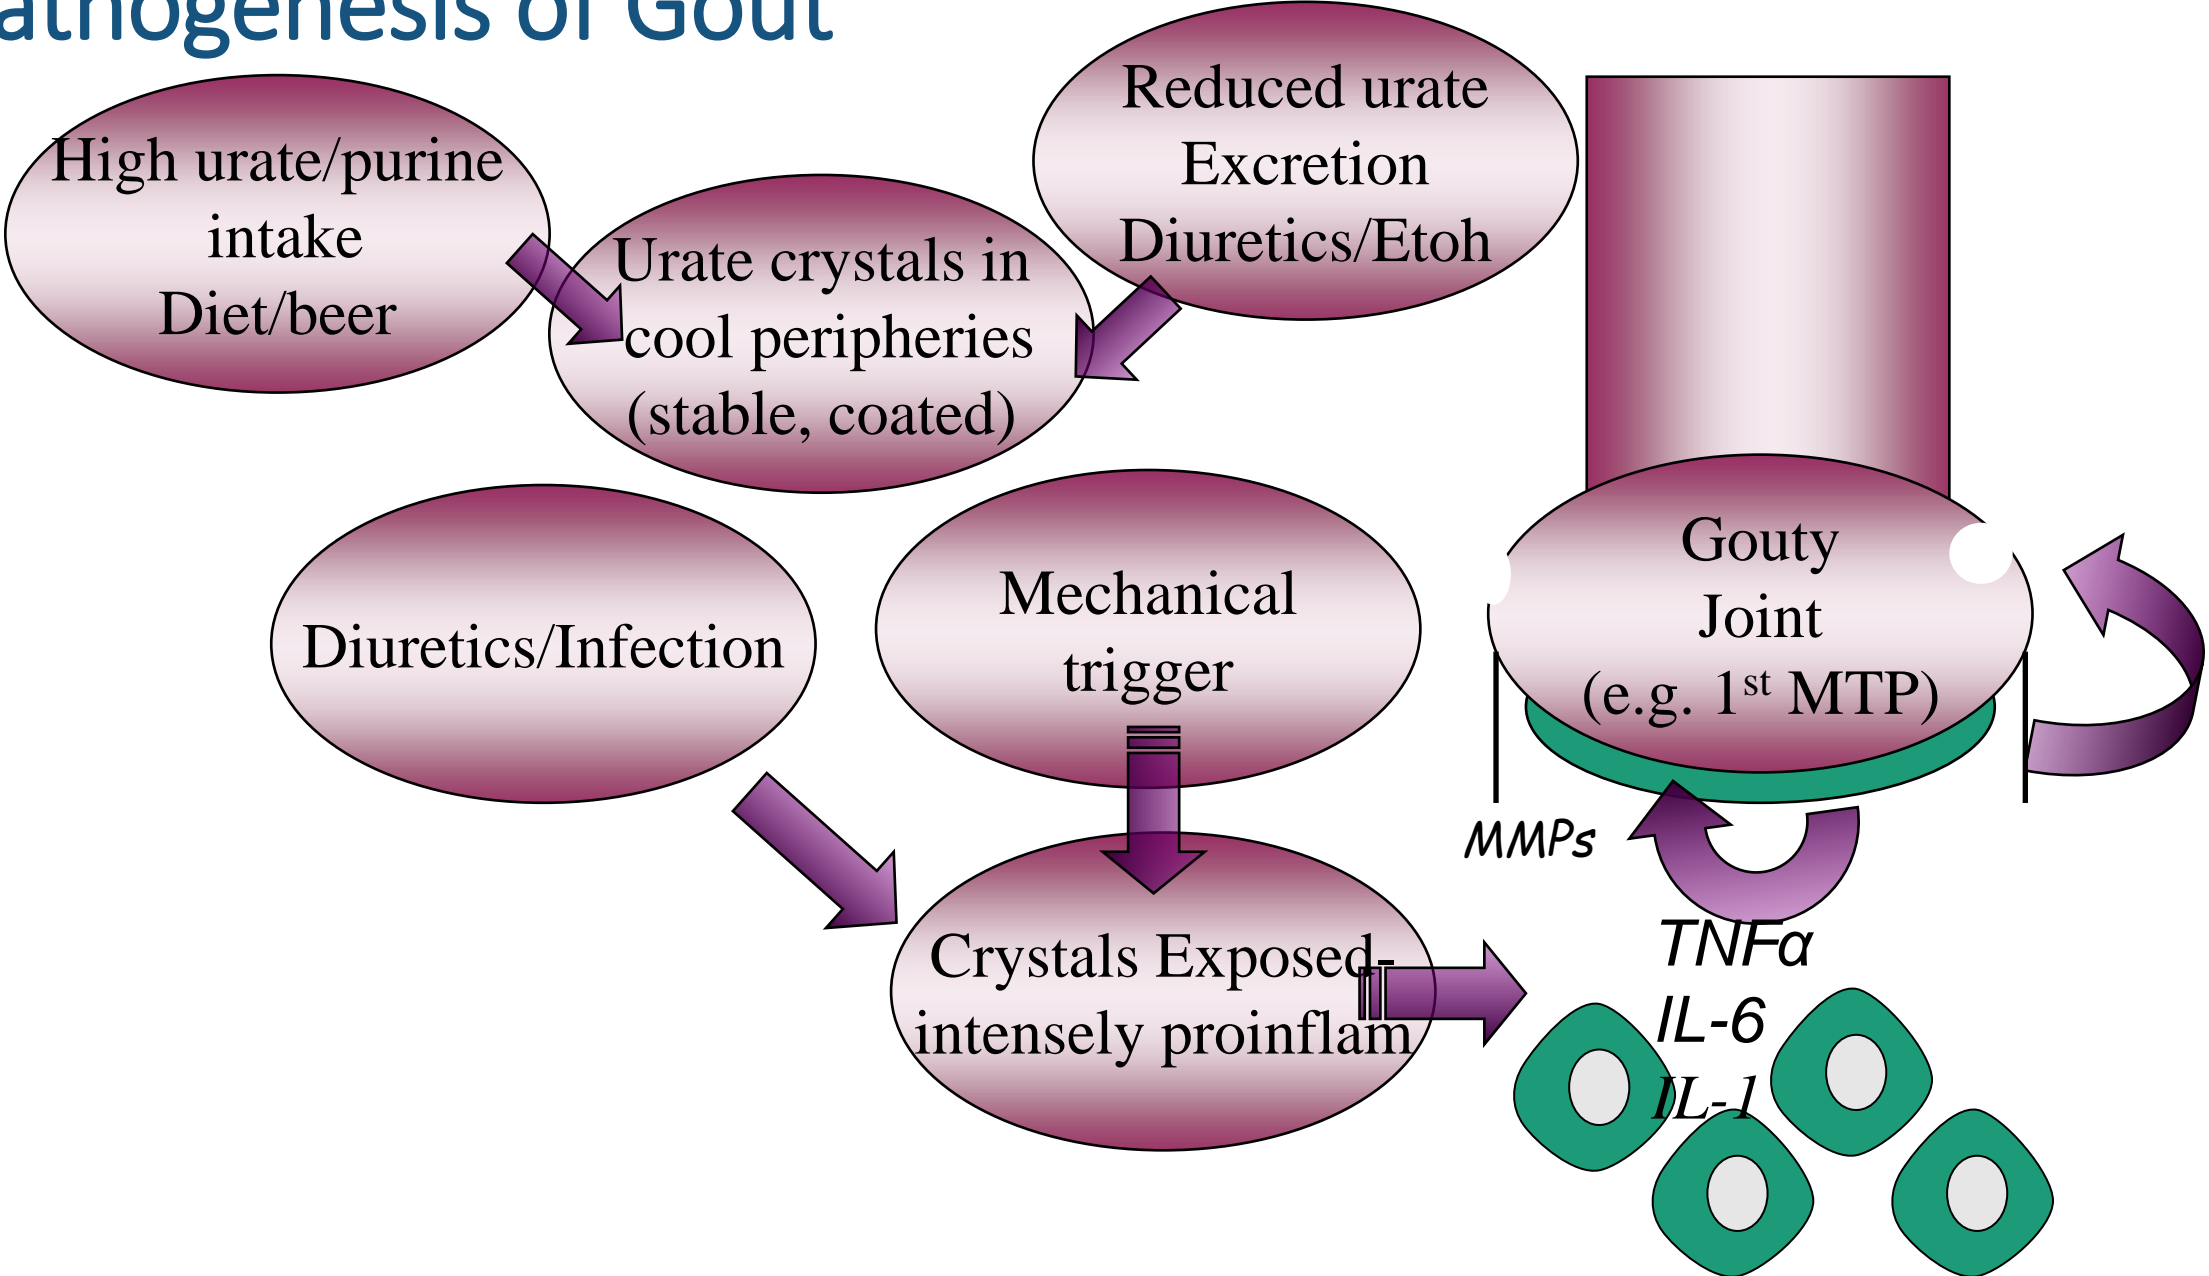 athogenesis of Gout
High urate/purine
intake
Diet/beer
Urate crystals in
cool peripheries
(stable, coated)
Reduced urate
Excretion
Diuretics/Etoh
Diuretics/Infection
Mechanical
trigger
Gouty
Joint
(e.g. 1st MTP)
MMPs
Crystals Exposed-
intensely proinflam
TNFα
IL-6
IL-1